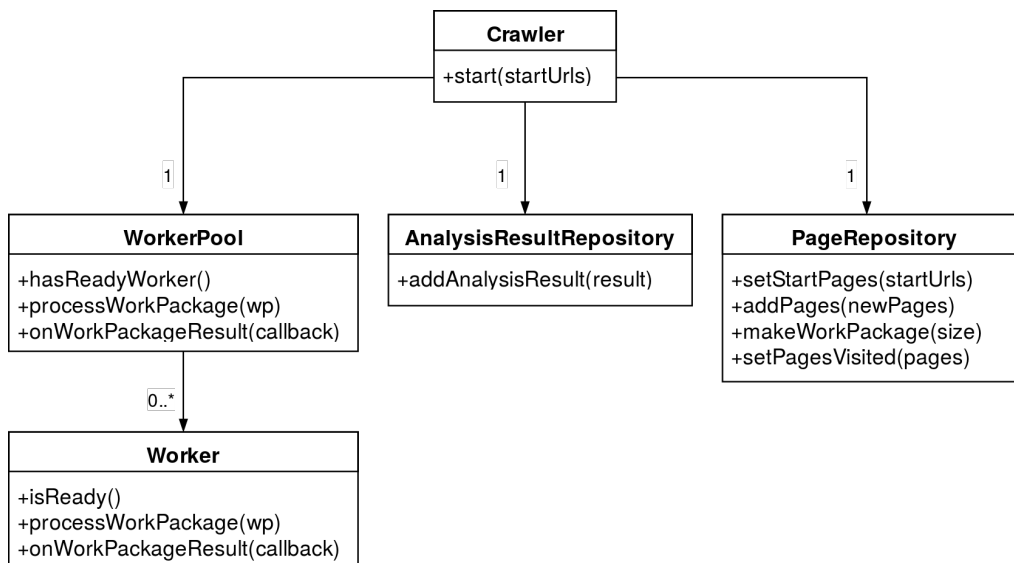 Crawler
+start(startUrls)
1
1
1
WorkerPool
+hasReadyWorker()
+processWorkPackage(wp)
+onWorkPackageResult(callback)
AnalysisResultRepository
+addAnalysisResult(result)
PageRepository
+setStartPages(startUrls)
+addPages(newPages)
+makeWorkPackage(size)
+setPagesVisited(pages)
0..*
Worker
+isReady()
+processWorkPackage(wp)
+onWorkPackageResult(callback)